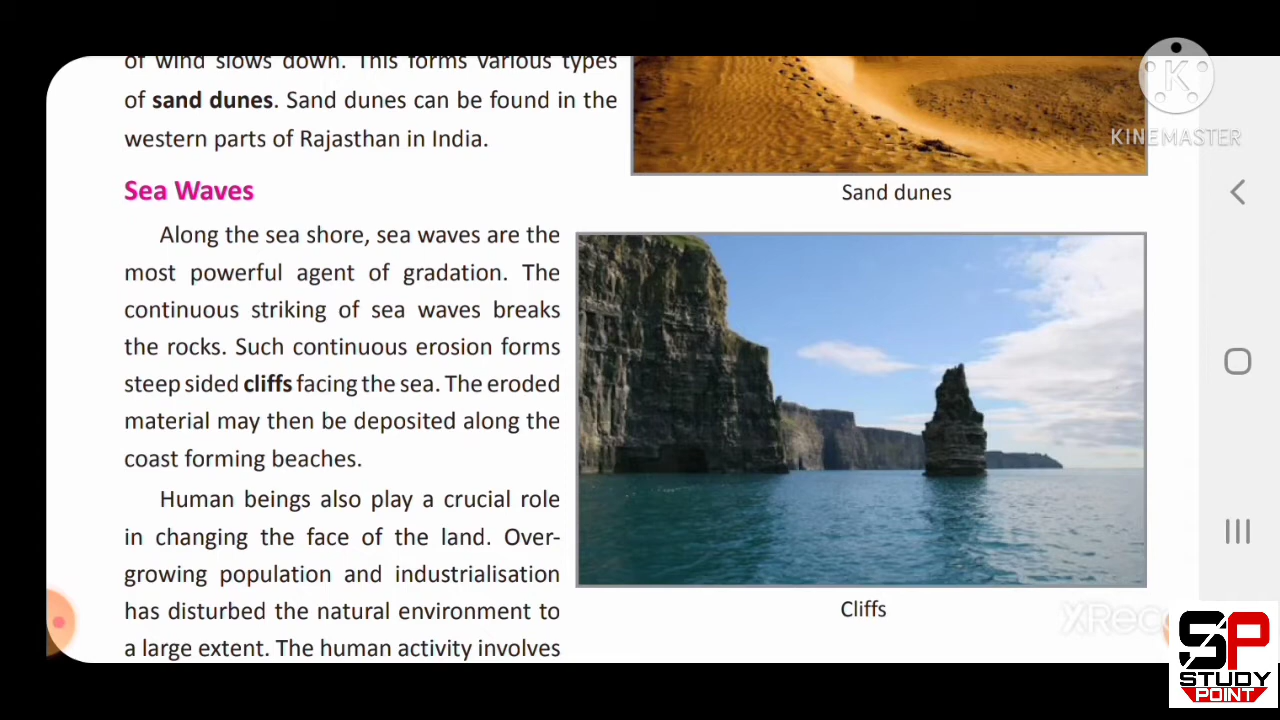 of wind slows down. This forms various types
of sand dunes. Sand dunes can be found in the
western parts of Rajasthan in India.
KINEMASTER
Sand dunes
Sea Waves
Along the sea shore, sea waves are the
most powerful agent of gradation. The
continuous striking of sea waves breaks
the rocks. Such continuous erosion forms
steep sided cliffs facing the sea. The eroded
material may then be deposited along the
coast forming beaches.
Human beings also play a crucial role
in changing the face of the land. Over-
growing population and industrialisation
has disturbed the natural environment to
a large extent. The human activity involves
Cliffs
SP
STUDY
POINT